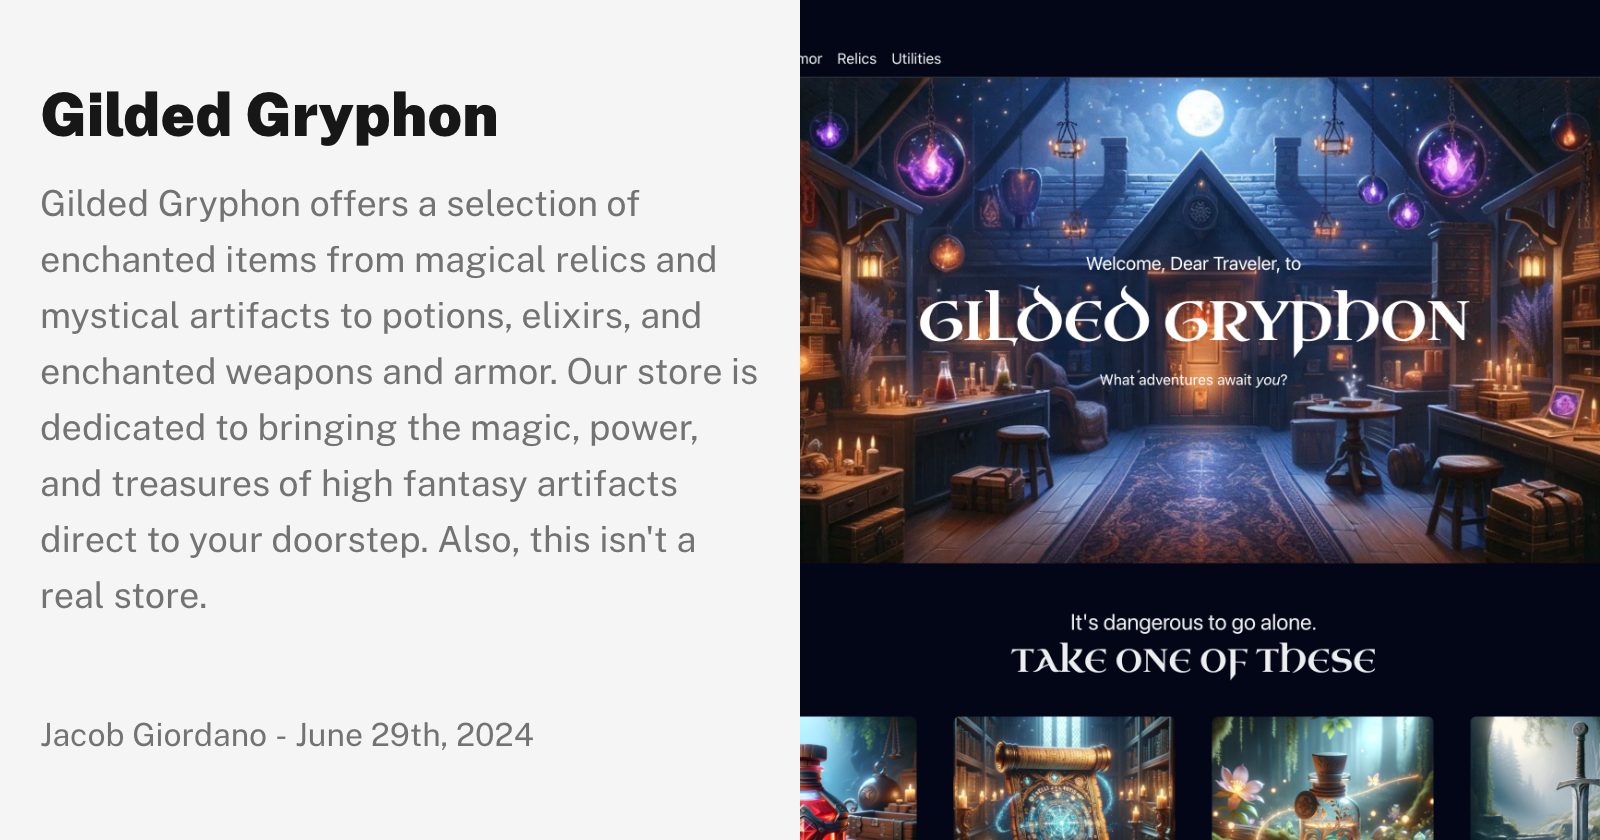 Gilded Gryphon
Gilded Gryphon offers a selection of
enchanted items from magical relics and
mystical artifacts to potions, elixirs, and
enchanted weapons and armor. Our store is
dedicated to bringing the magic, power,
and treasures of high fantasy artifacts
direct to your doorstep. Also, this isn't a
real store.
Jacob Giordano - June 29th, 2024
mor Relics Utilities
Welcome, Dear Traveler, to
GILDED GRYPHON
What adventures await you?
It's dangerous to go alone.
TAKE ONE OF THESE